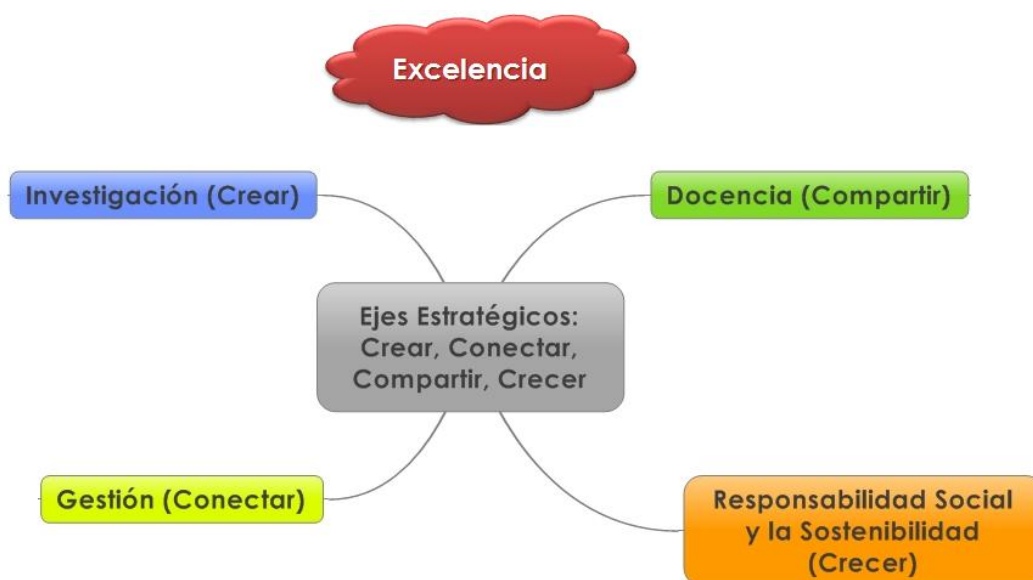 Excelencia
Investigación (Crear)
Docencia (Compartir)
Ejes Estratégicos:
Crear, Conectar,
Compartir, Crecer
Gestión (Conectar)
Responsabilidad Social
y la Sostenibilidad
(Crecer)